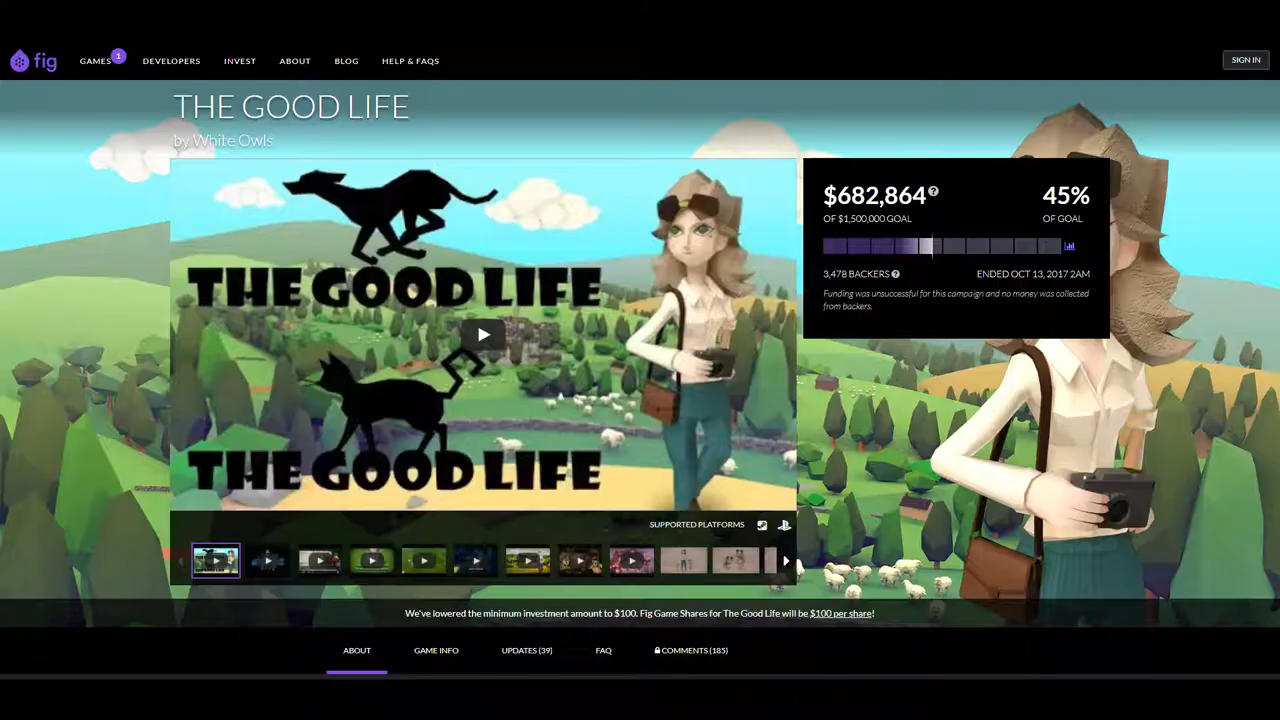 fig
GAMES 1 DEVELOPERS INVEST ABOUT BLOG HELP & FAQS SIGN IN
THE GOOD LIFE
by White Owls
THE GOOD LIFE
THE GOOD LIFE
$682,864 ? 45%
OF $1,500,000 GOAL OF GOAL
3,478 BACKERS ? ENDED OCT 13, 2017 2AM
Funding was unsuccessful for this campaign and no money was collected
from backers.
SUPPORTED PLATFORMS
We've lowered the minimum investment amount to $100. Fig Game Shares for The Good Life will be $100 per share!
ABOUT GAME INFO UPDATES (39) FAQ COMMENTS (185)